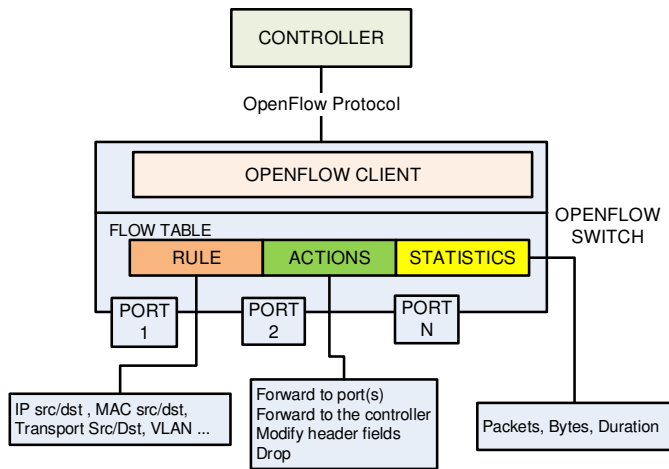 CONTROLLER
OpenFlow Protocol
OPENFLOW CLIENT
OPENFLOW
SWITCH
FLOW TABLE
RULE
ACTIONS
STATISTICS
PORT
1
PORT
2
PORT
N
IP src/dst , MAC src/dst,
Transport Src/Dst, VLAN ...
Forward to port(s)
Forward to the controller
Modify header fields
Drop
Packets, Bytes, Duration